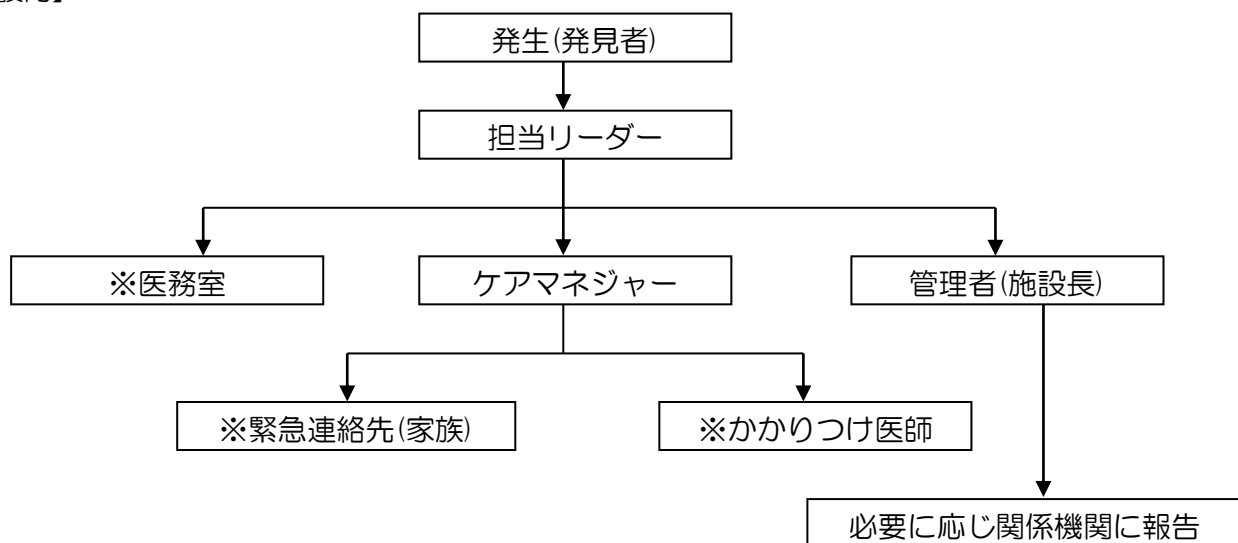 発生(発見者)
担当リーダー
※医務室
ケアマネジャー
管理者(施設長)
※緊急連絡先(家族)
※かかりつけ医師
必要に応じ関係機関に報告